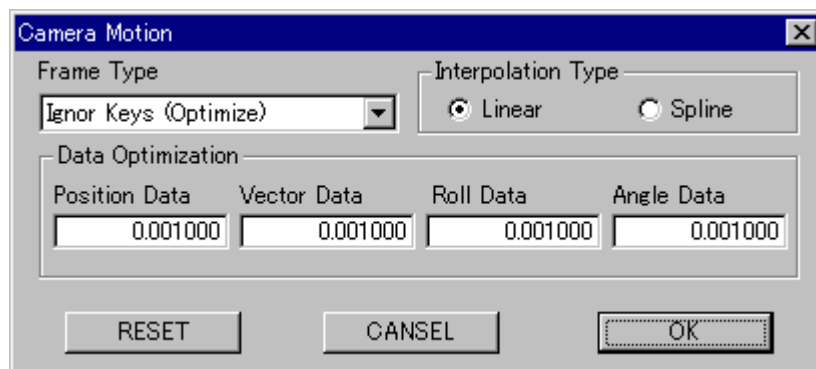 Camera Motion
Frame Type
Ignor Keys (Optimize)
Interpolation Type
Linear Spline
Data Optimization
Position Data Vector Data Roll Data Angle Data
0.001000 0.001000 0.001000 0.001000
RESET CANSEL OK